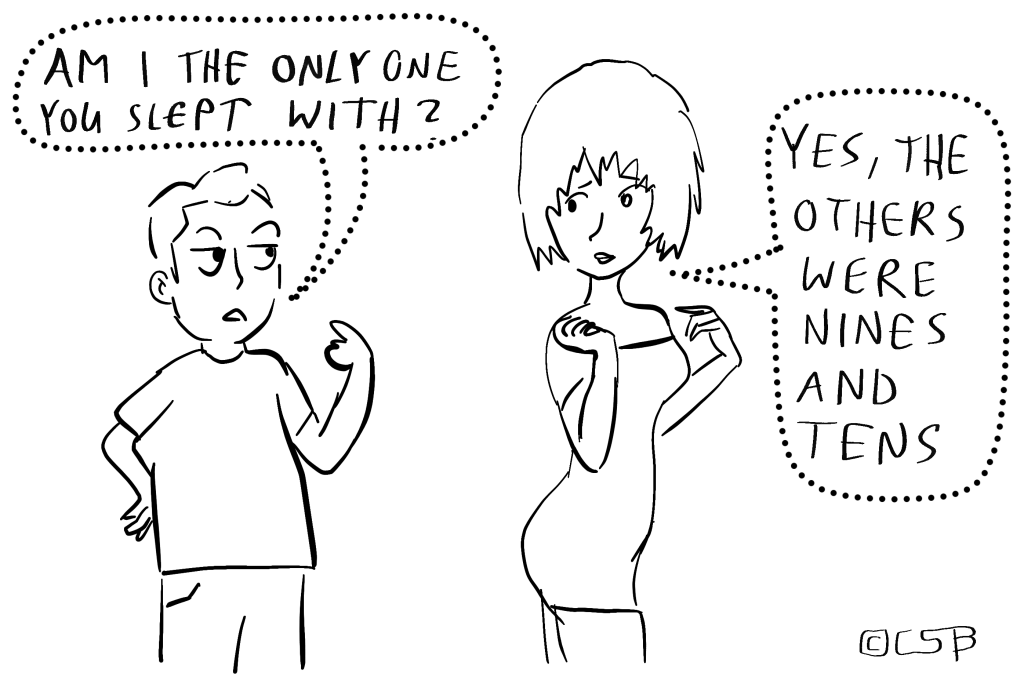 AM I THE ONLY ONE
YOU SLEPT WITH?
YES, THE
OTHERS
WERE
NINES
AND
TENS
©CSB